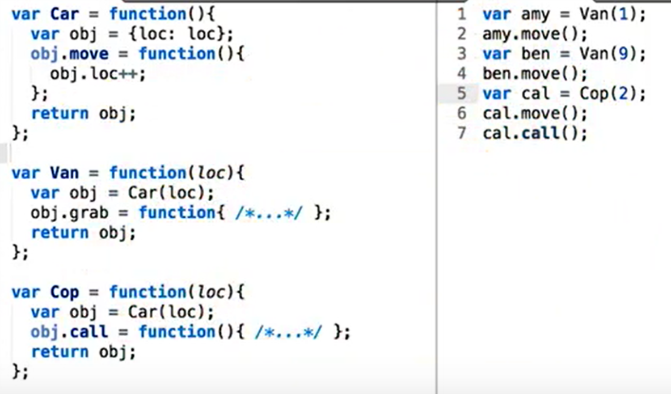 var Car = function(){
  var obj = {loc: loc};
  obj.move = function(){
    obj.loc++;
  };
  return obj;
};

var Van = function(loc){
  var obj = Car(loc);
  obj.grab = function{ /*...*/ };
  return obj;
};

var Cop = function(loc){
  var obj = Car(loc);
  obj.call = function(){ /*...*/ };
  return obj;
};

1 var amy = Van(1);
2 amy.move();
3 var ben = Van(9);
4 ben.move();
5 var cal = Cop(2);
6 cal.move();
7 cal.call();